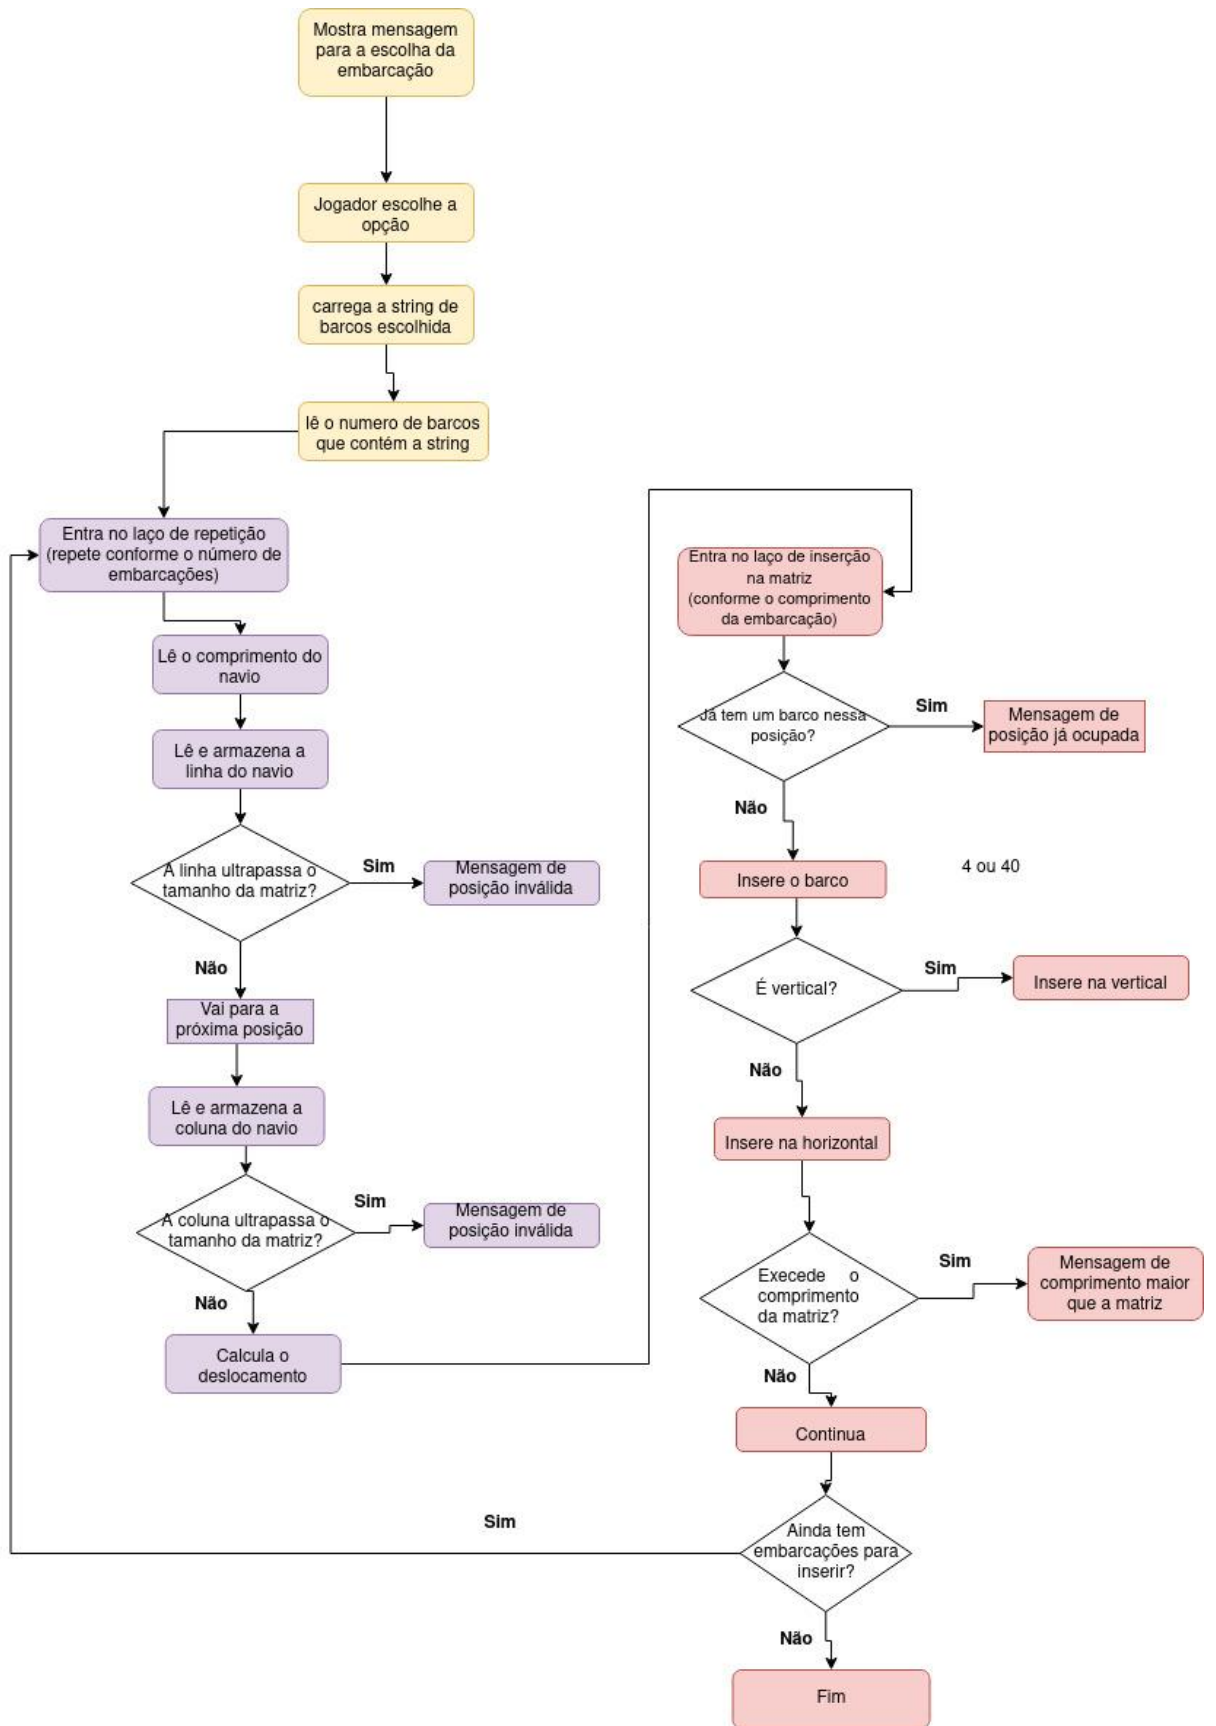 Mostra mensagem
para a escolha da
embarcação
Jogador escolhe a
opção
carrega a string de
barcos escolhida
lê o numero de barcos
que contém a string
Entra no laço de repetição
(repete conforme o número de
embarcações)
Lê o comprimento do
navio
Lê e armazena a
linha do navio
A linha ultrapassa o
tamanho da matriz?
Sim
Mensagem de
posição inválida
Não
Vai para a
próxima posição
Lê e armazena a
coluna do navio
A coluna ultrapassa o
tamanho da matriz?
Sim
Mensagem de
posição inválida
Não
Calcula o
deslocamento
Entra no laço de inserção
na matriz
(conforme o comprimento
da embarcação)
Já tem um barco nessa
posição?
Sim
Mensagem de
posição já ocupada
Não
Insere o barco
4 ou 40
É vertical?
Sim
Insere na vertical
Não
Insere na horizontal
Execede o
comprimento
da matriz?
Sim
Mensagem de
comprimento maior
que a matriz
Não
Continua
Ainda tem
embarcações para
inserir?
Sim
Não
Fim